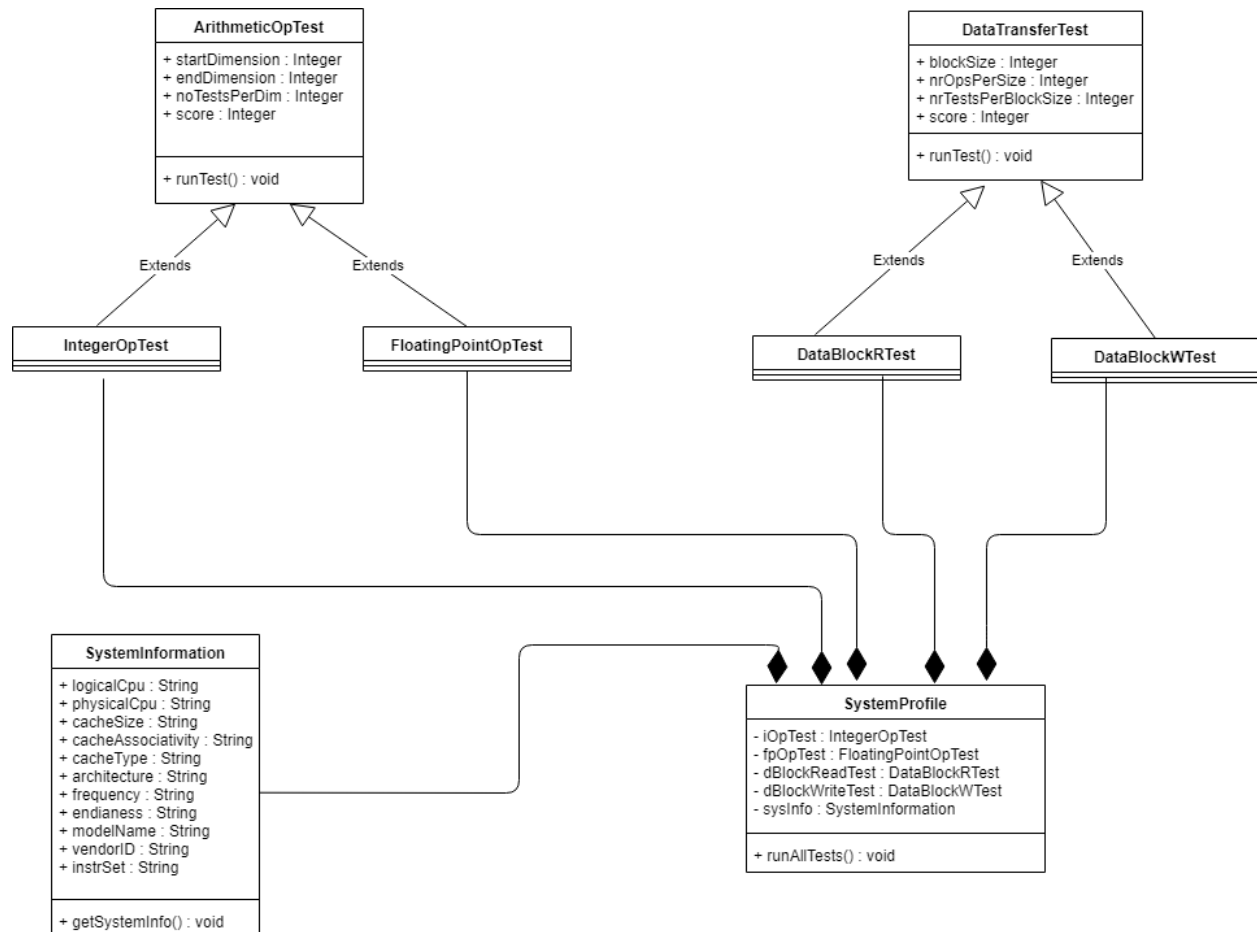 ArithmeticOpTest
+ startDimension : Integer
+ endDimension : Integer
+ noTestsPerDim : Integer
+ score : Integer
+ runTest() : void
DataTransferTest
+ blockSize : Integer
+ nrOpsPerSize : Integer
+ nrTestsPerBlockSize : Integer
+ score : Integer
+ runTest() : void
Extends
Extends
Extends
Extends
IntegerOpTest
FloatingPointOpTest
DataBlockRTest
DataBlockWTest
SystemInformation
+ logicalCpu : String
+ physicalCpu : String
+ cacheSize : String
+ cacheAssociativity : String
+ cacheType : String
+ architecture : String
+ frequency : String
+ endianess : String
+ modelName : String
+ vendorID : String
+ instrSet : String
+ getSystemInfo() : void
SystemProfile
- iOpTest : IntegerOpTest
- fpOpTest : FloatingPointOpTest
- dBlockReadTest : DataBlockRTest
- dBlockWriteTest : DataBlockWTest
- sysInfo : SystemInformation
+ runAllTests() : void